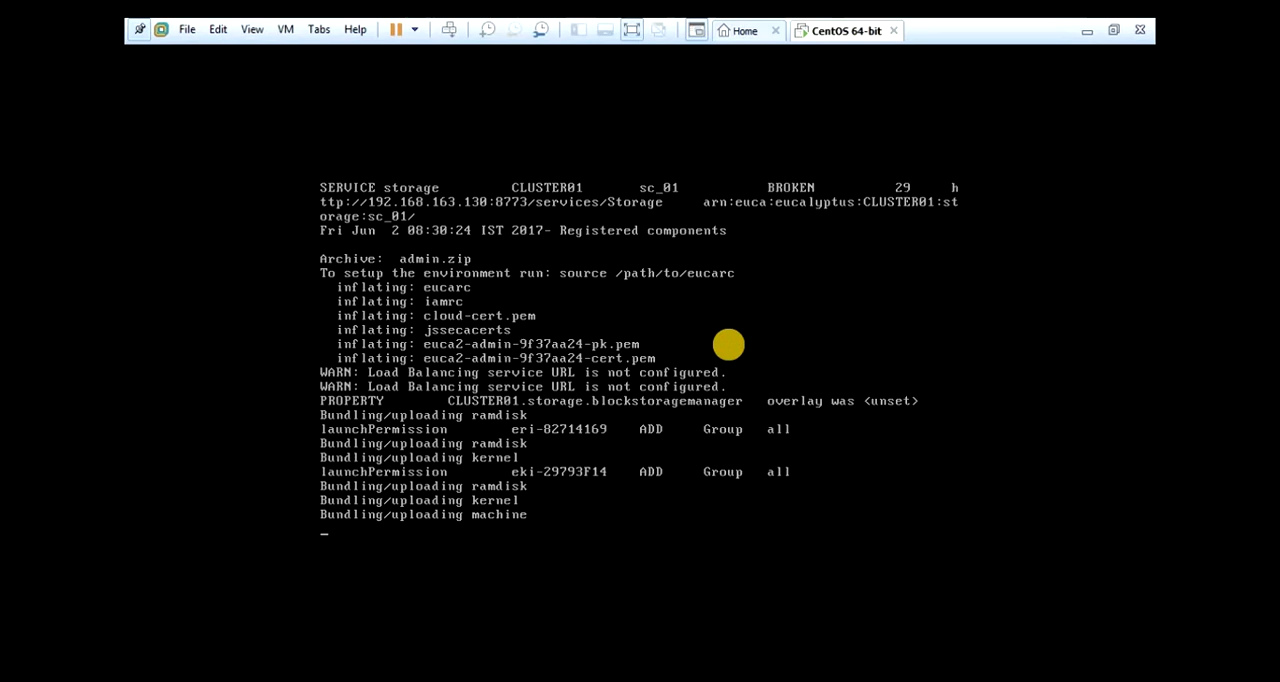 File Edit View VM Tabs Help Home CentOS 64-bit
SERVICE storage CLUSTER01 sc_01 BROKEN 29 h
ttp://192.168.163.130:8773/services/Storage arn:euca:eucalyptus:CLUSTER01:st
orage:sc_01/
Fri Jun 2 08:30:24 IST 2017- Registered components
Archive: admin.zip
To setup the environment run: source /path/to/eucarc
inflating: eucarc
inflating: iamrc
inflating: cloud-cert.pem
inflating: jssecacerts
inflating: euca2-admin-9f37aa24-pk.pem
inflating: euca2-admin-9f37aa24-cert.pem
WARN: Load Balancing service URL is not configured.
WARN: Load Balancing service URL is not configured.
PROPERTY CLUSTER01.storage.blockstoragemanager overlay was <unset>
Bundling/uploading ramdisk
launchPermission eri-82714169 ADD Group all
Bundling/uploading ramdisk
Bundling/uploading kernel
launchPermission eki-29793F14 ADD Group all
Bundling/uploading ramdisk
Bundling/uploading kernel
Bundling/uploading machine
_